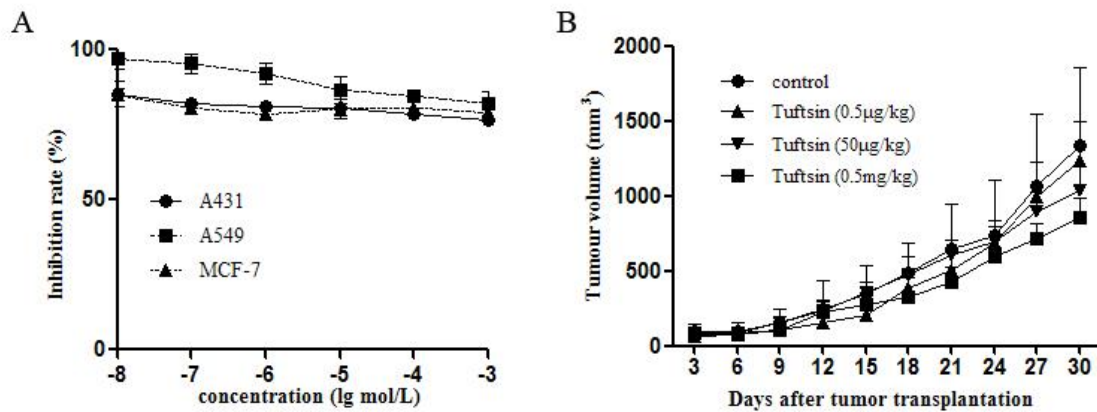 A
100
50
0
Inhibition rate (%)
A431
A549
MCF-7
-8 -7 -6 -5 -4 -3
concentration (lg mol/L)
B
2000
1500
1000
500
0
Tumour volume (mm³)
control
Tuftsin (0.5µg/kg)
Tuftsin (50µg/kg)
Tuftsin (0.5mg/kg)
3 6 9 12 15 18 21 24 27 30
Days after tumor transplantation